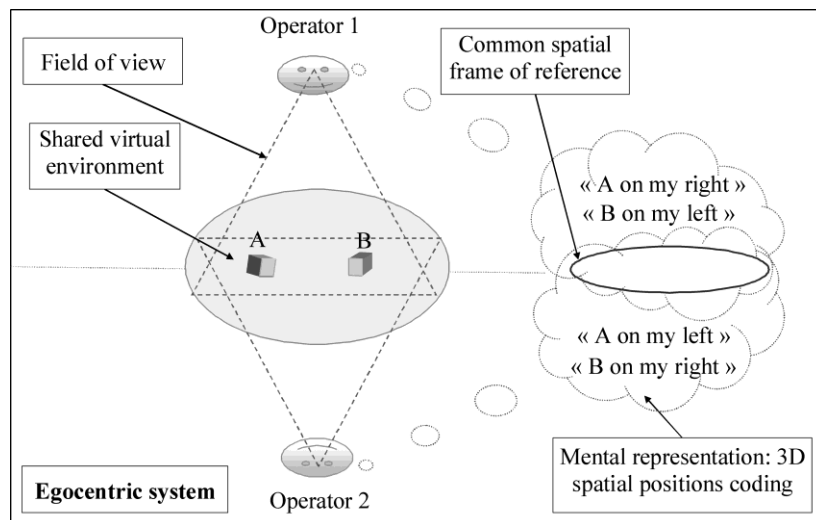 Operator 1
Field of view
Common spatial
frame of reference
Shared virtual
environment
« A on my right »
« B on my left »
A
B
« A on my left »
« B on my right »
Mental representation: 3D
spatial positions coding
Egocentric system
Operator 2